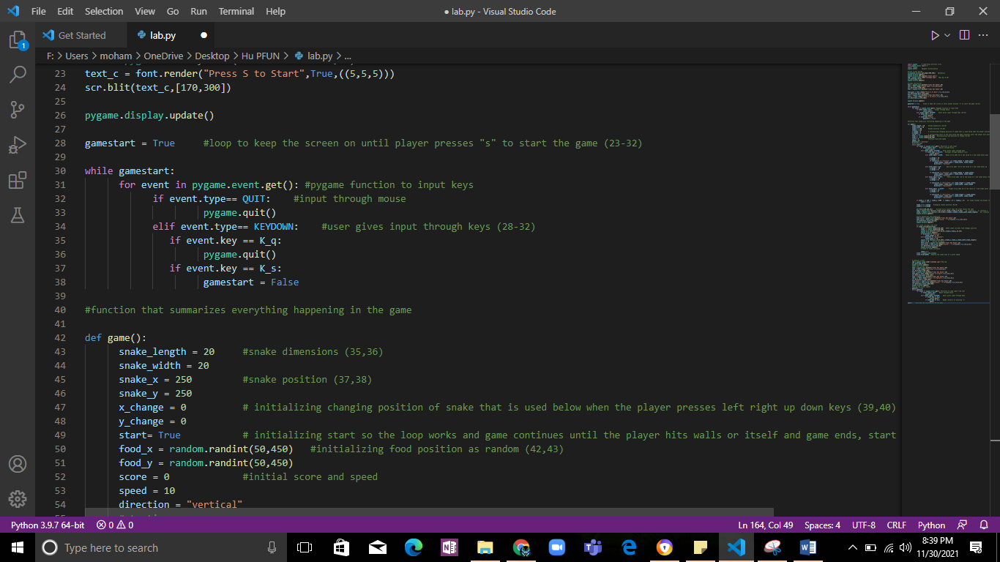 File Edit Selection View Go Run Terminal Help ● lab.py - Visual Studio Code
Get Started lab.py ●
F: > Users > moham > OneDrive > Desktop > Hu PFUN > lab.py > ...
23 text_c = font.render("Press S to Start",True,((5,5,5)))
24 scr.blit(text_c,[170,300])
25
26 pygame.display.update()
27
28 gamestart = True #loop to keep the screen on until player presses "s" to start the game (23-32)
29
30 while gamestart:
31 for event in pygame.event.get(): #pygame function to input keys
32 if event.type== QUIT: #input through mouse
33 pygame.quit()
34 elif event.type== KEYDOWN: #user gives input through keys (28-32)
35 if event.key == K_q:
36 pygame.quit()
37 if event.key == K_s:
38 gamestart = False
39
40 #function that summarizes everything happening in the game
41
42 def game():
43 snake_length = 20 #snake dimensions (35,36)
44 snake_width = 20
45 snake_x = 250 #snake position (37,38)
46 snake_y = 250
47 x_change = 0 # initializing changing position of snake that is used below when the player presses left right up down keys (39,40)
48 y_change = 0
49 start= True # initializing start so the loop works and game continues until the player hits walls or itself and game ends, start
50 food_x = random.randint(50,450) #initializing food position as random (42,43)
51 food_y = random.randint(50,450)
52 score = 0 #initial score and speed
53 speed = 10
54 direction = "vertical"
1
Python 3.9.7 64-bit 0 0 Ln 164, Col 49 Spaces: 4 UTF-8 CRLF Python
Type here to search 8:39 PM
11/30/2021